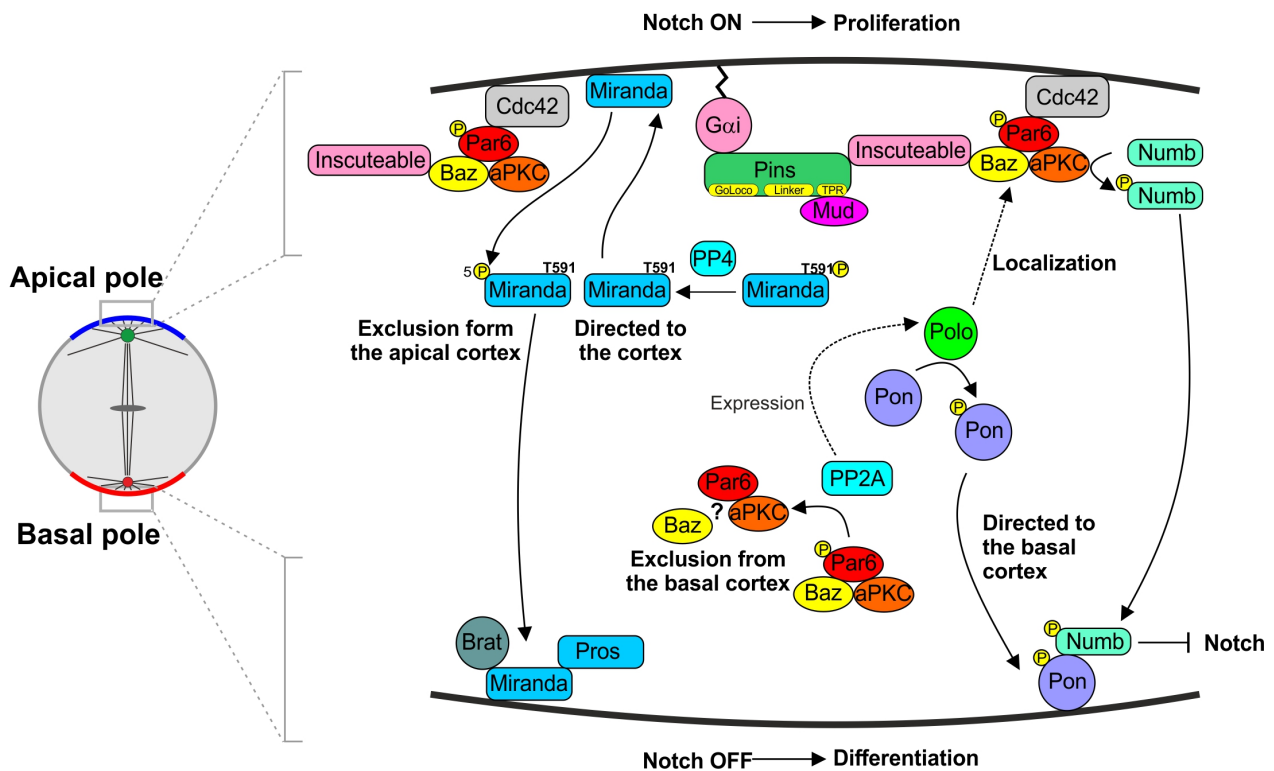 Notch ON
Proliferation
Cdc42
Miranda
P
Par6
Inscuteable
Baz
aPKC
Gαi
Pins
GoLoco
Linker
TPR
Mud
Inscuteable
Cdc42
P
Par6
Baz
aPKC
Numb
P
Numb
5
P
T591
Miranda
T591
Miranda
PP4
T591
P
Miranda
Localization
Exclusion form
the apical cortex
Directed to
the cortex
Apical pole
Basal pole
Polo
Pon
P
Pon
Expression
PP2A
Par6
?
aPKC
Baz
Exclusion from
the basal cortex
P
Par6
Baz
aPKC
Directed to
the basal
cortex
Brat
Pros
Miranda
P
Numb
P
Pon
Notch
Notch OFF
Differentiation